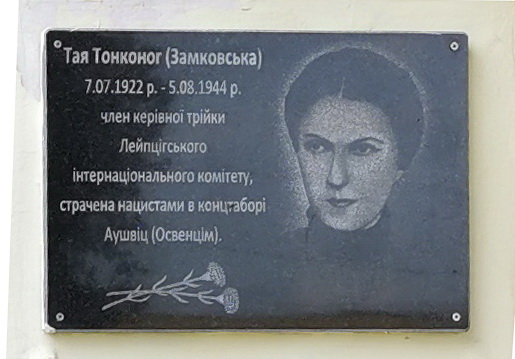 Тая Тонконог (Замковська)
7.07.1922 р. - 5.08.1944 р.
член керівної трійки
Лейпцігського
інтернаціонального комітету,
страчена нацистами в концтаборі
Аушвіц (Освенцім).